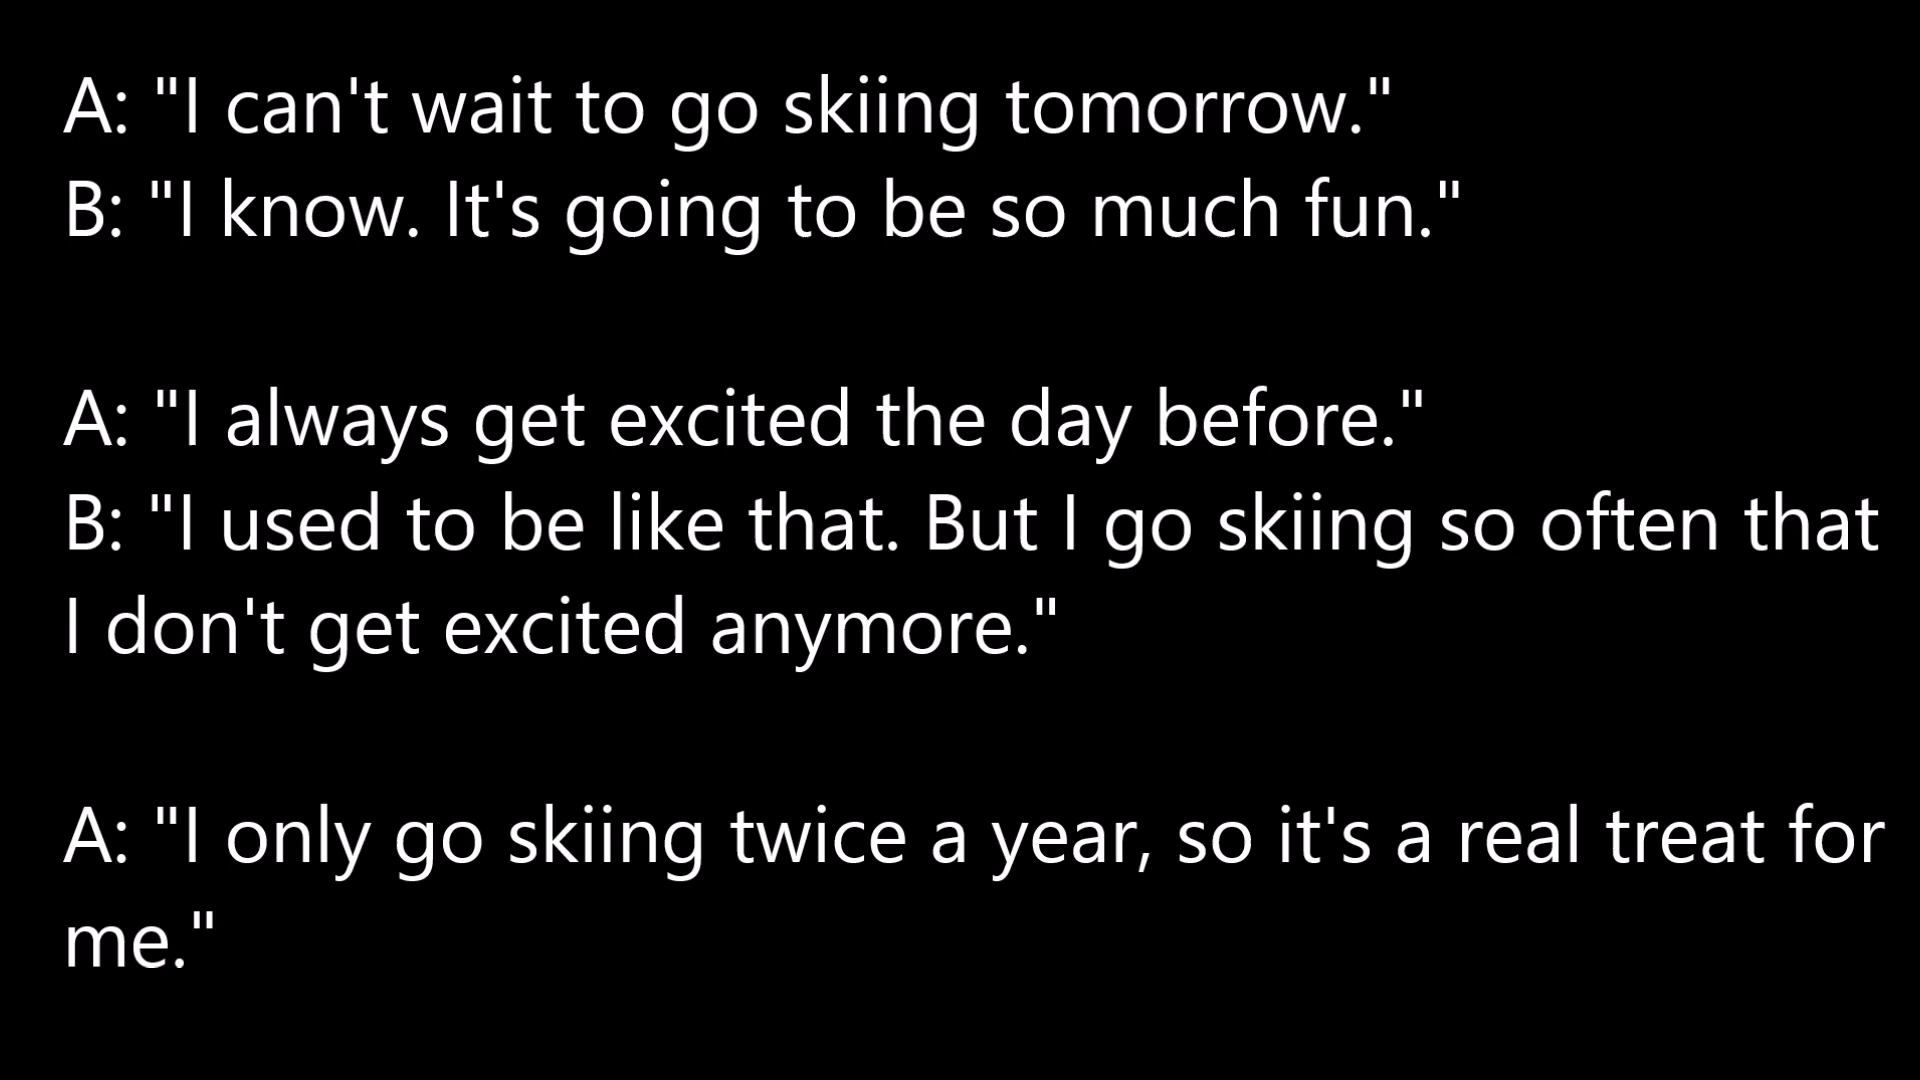 A: "I can't wait to go skiing tomorrow."
B: "I know. It's going to be so much fun."
A: "I always get excited the day before."
B: "I used to be like that. But I go skiing so often that
I don't get excited anymore."
A: "I only go skiing twice a year, so it's a real treat for
me."